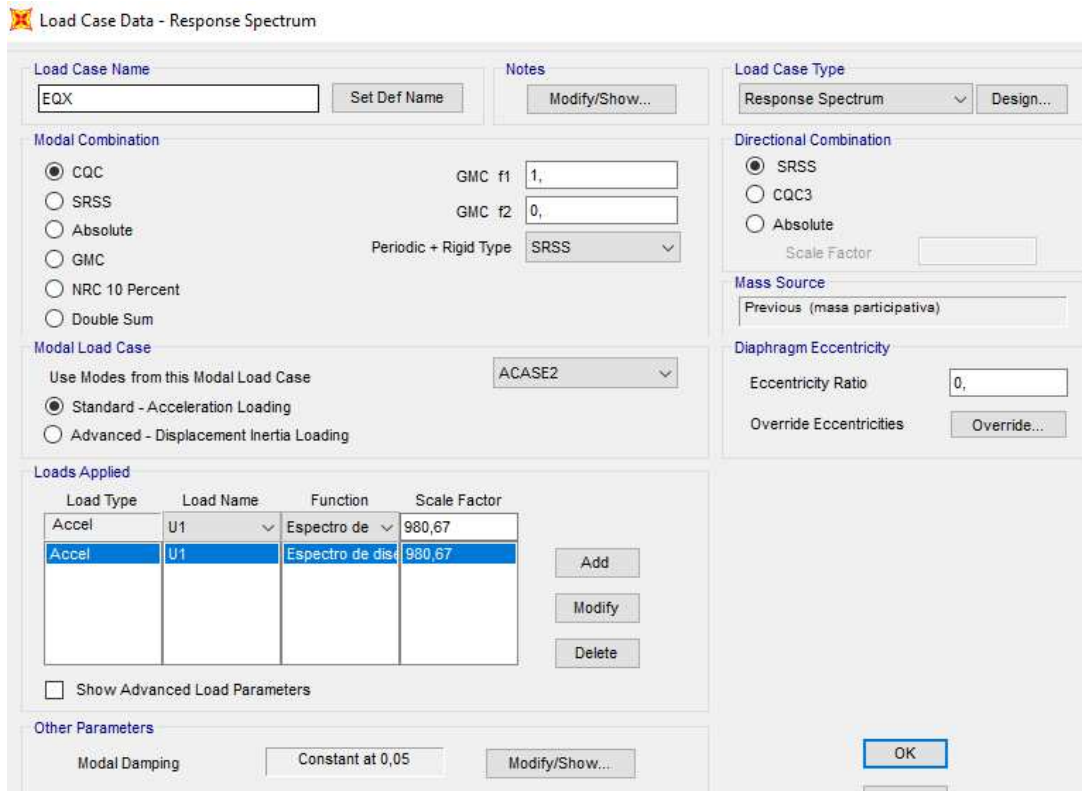 Load Case Data - Response Spectrum
Load Case Name
EQX
Set Def Name
Notes
Modify/Show...
Load Case Type
Response Spectrum
Design...
Modal Combination
CQC
SRSS
Absolute
GMC
NRC 10 Percent
Double Sum
GMC f1
1,
GMC f2
0,
Periodic + Rigid Type
SRSS
Directional Combination
SRSS
CQC3
Absolute
Scale Factor
Mass Source
Previous (masa participativa)
Modal Load Case
Use Modes from this Modal Load Case
ACASE2
Standard - Acceleration Loading
Advanced - Displacement Inertia Loading
Diaphragm Eccentricity
Eccentricity Ratio
0,
Override Eccentricities
Override...
Loads Applied
Load Type Load Name Function Scale Factor
Accel U1 Espectro de 980,67
Accel U1 Espectro de dise 980,67
Add
Modify
Delete
Show Advanced Load Parameters
Other Parameters
Modal Damping
Constant at 0,05
Modify/Show...
OK